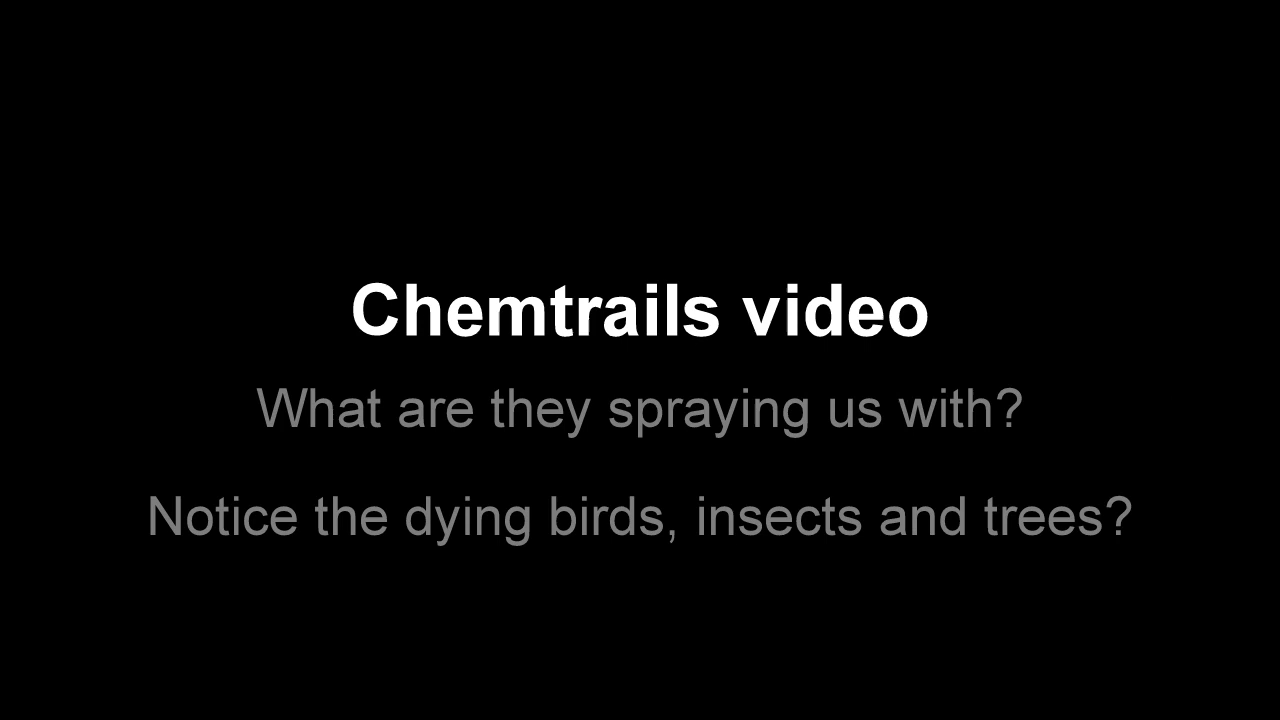 Chemtrails video
What are they spraying us with?
Notice the dying birds, insects and trees?